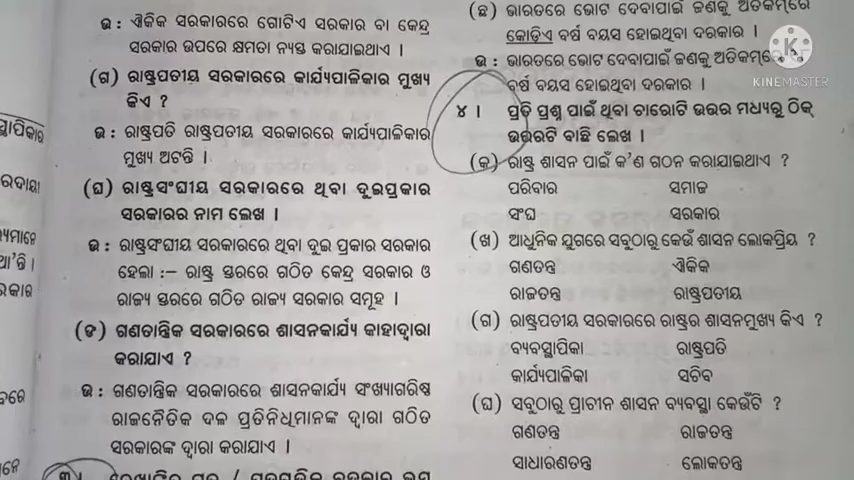 ଉ : ଐକିକ ସରକାରରେ ଗୋଟିଏ ସରକାର ବା କେନ୍ଦ୍ର
ସରକାର ଉପରେ କ୍ଷମତା ନ୍ୟସ୍ତ କରାଯାଇଥାଏ ।
(ଗ) ରାଷ୍ଟ୍ରପତୀୟ ସରକାରରେ କାର୍ଯ୍ୟପାଳିକାର ମୁଖ୍ୟ
କିଏ ?
ଉ : ରାଷ୍ଟ୍ରପତି ରାଷ୍ଟ୍ରପତୀୟ ସରକାରରେ କାର୍ଯ୍ୟପାଳିକାର
ମୁଖ୍ୟ ଅଟନ୍ତି ।
(ଘ) ରାଷ୍ଟ୍ରସଂଘୀୟ ସରକାରରେ ଥିବା ଦୁଇପ୍ରକାର
ସରକାରର ନାମ ଲେଖ ।
ଉ : ରାଷ୍ଟ୍ରସଂଘୀୟ ସରକାରରେ ଥିବା ଦୁଇ ପ୍ରକାର ସରକାର
ହେଲା :– ରାଷ୍ଟ୍ର ସ୍ତରରେ ଗଠିତ କେନ୍ଦ୍ର ସରକାର ଓ
ରାଜ୍ୟ ସ୍ତରରେ ଗଠିତ ରାଜ୍ୟ ସରକାର ସମୂହ ।
(ଙ) ଗଣତାନ୍ତ୍ରିକ ସରକାରରେ ଶାସନକାର୍ଯ୍ୟ କାହାଦ୍ୱାରା
କରାଯାଏ ?
ଉ : ଗଣତାନ୍ତ୍ରିକ ସରକାରରେ ଶାସନକାର୍ଯ୍ୟ ସଂଖ୍ୟାଗରିଷ୍ଠ
ରାଜନୈତିକ ଦଳ ପ୍ରତିନିଧିମାନଙ୍କ ଦ୍ୱାରା ଗଠିତ
ସରକାରଙ୍କ ଦ୍ୱାରା କରାଯାଏ ।
(ଛ) ଭାରତରେ ଭୋଟ ଦେବାପାଇଁ ଜଣକୁ ଅତିକମ୍‌ରେ
କୋଡ଼ିଏ ବର୍ଷ ବୟସ ହୋଇଥିବା ଦରକାର ।
ଉ : ଭାରତରେ ଭୋଟ ଦେବାପାଇଁ ଜଣକୁ ଅତିକମ୍‌ରେ
ବର୍ଷ ବୟସ ହୋଇଥିବା ଦରକାର ।
୪ । ପ୍ରତି ପ୍ରଶ୍ନ ପାଇଁ ଥିବା ଚାରୋଟି ଉତ୍ତର ମଧ୍ୟରୁ ଠିକ୍
ଉତ୍ତରଟି ବାଛି ଲେଖ ।
(କ) ରାଷ୍ଟ୍ର ଶାସନ ପାଇଁ କ'ଣ ଗଠନ କରାଯାଇଥାଏ ?
ପରିବାର ସମାଜ
ସଂଘ ସରକାର
(ଖ) ଆଧୁନିକ ଯୁଗରେ ସବୁଠାରୁ କେଉଁ ଶାସନ ଲୋକପ୍ରିୟ ?
ଗଣତନ୍ତ୍ର ଐକିକ
ରାଜତନ୍ତ୍ର ରାଷ୍ଟ୍ରପତୀୟ
(ଗ) ରାଷ୍ଟ୍ରପତୀୟ ସରକାରରେ ରାଷ୍ଟ୍ରର ଶାସନମୁଖ୍ୟ କିଏ ?
ବ୍ୟବସ୍ଥାପିକା ରାଷ୍ଟ୍ରପତି
କାର୍ଯ୍ୟପାଳିକା ସଚିବ
(ଘ) ସବୁଠାରୁ ପ୍ରାଚୀନ ଶାସନ ବ୍ୟବସ୍ଥା କେଉଁଟି ?
ଗଣତନ୍ତ୍ର ରାଜତନ୍ତ୍ର
ସାଧାରଣତନ୍ତ୍ର ଲୋକତନ୍ତ୍ର
KINEMASTER